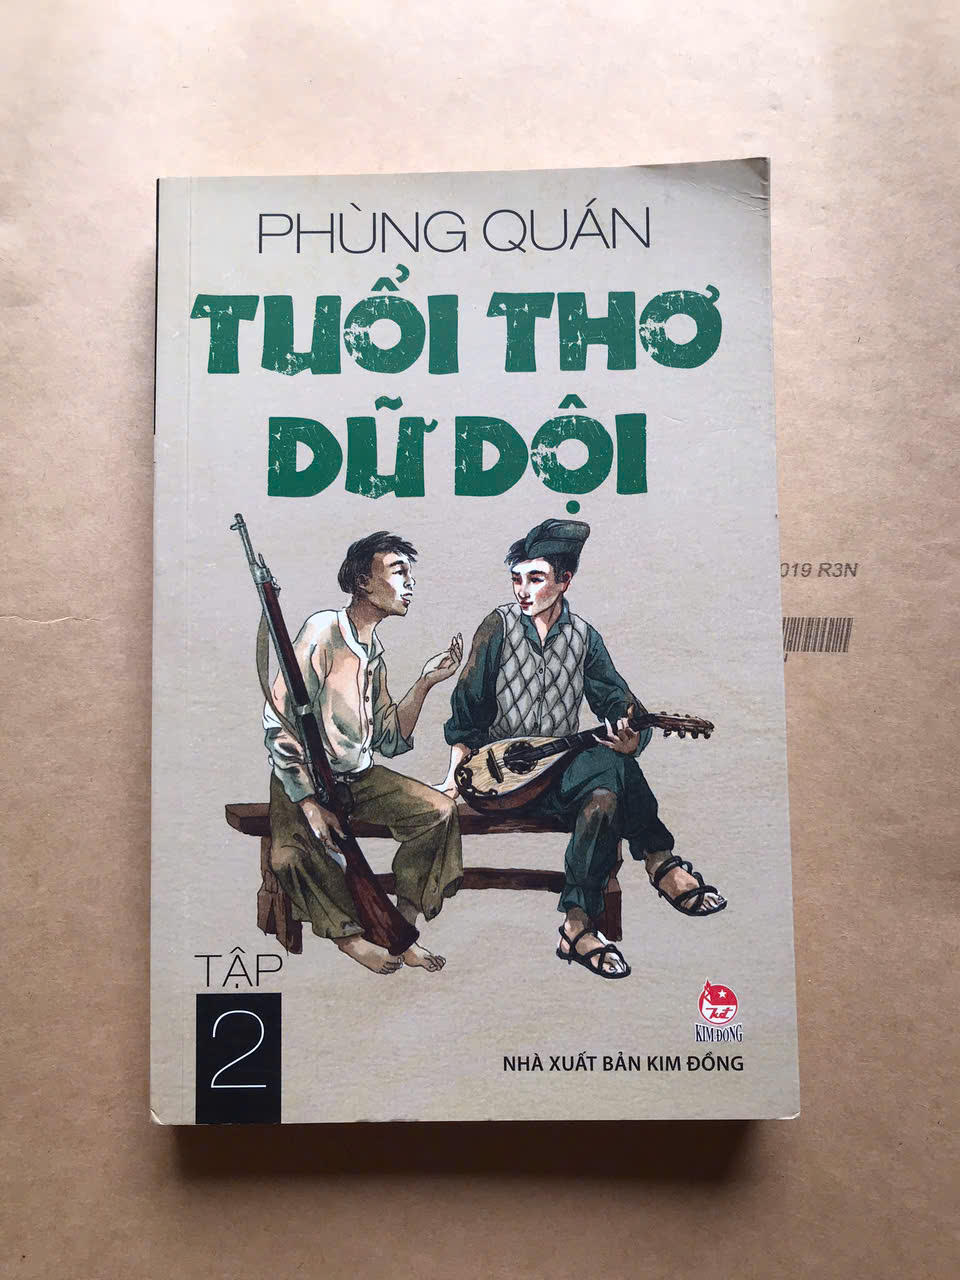 PHÙNG QUÁN
TUỔI THƠ
DỮ DỘI
019 R3N
TẬP
2
KIM ĐỒNG
NHÀ XUẤT BẢN KIM ĐỒNG